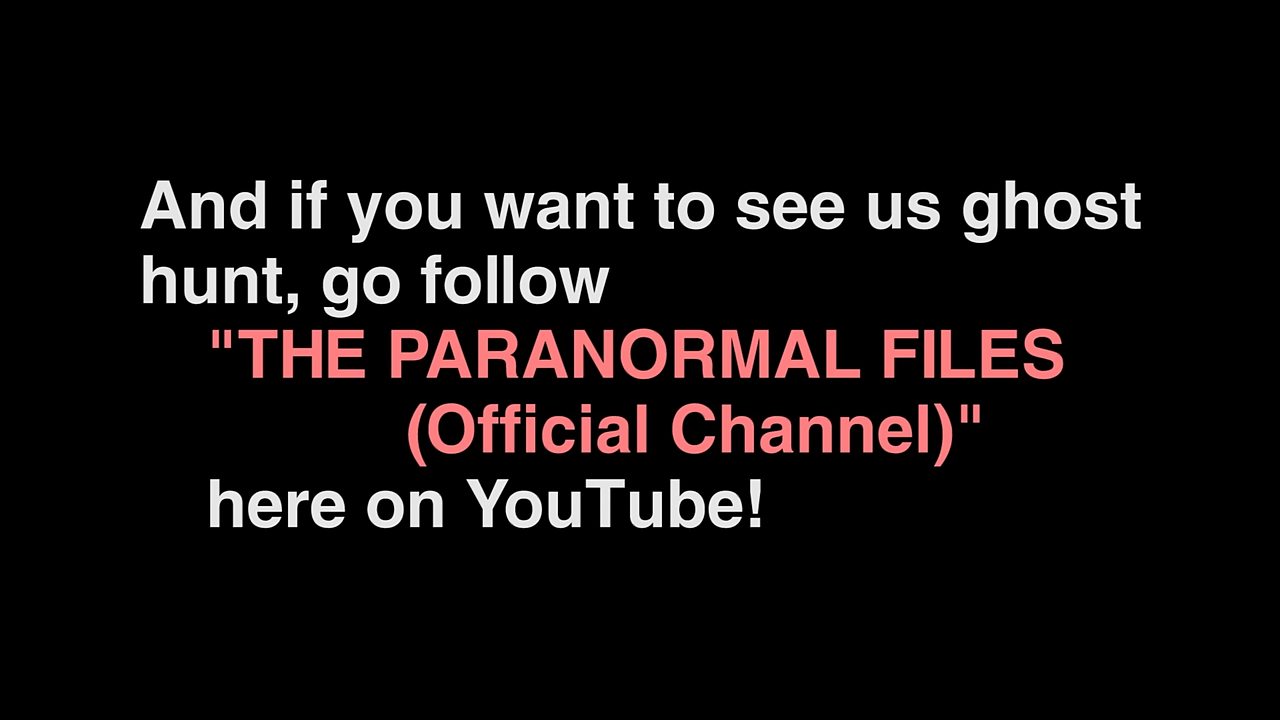 And if you want to see us ghost
hunt, go follow
"THE PARANORMAL FILES
(Official Channel)"
here on YouTube!